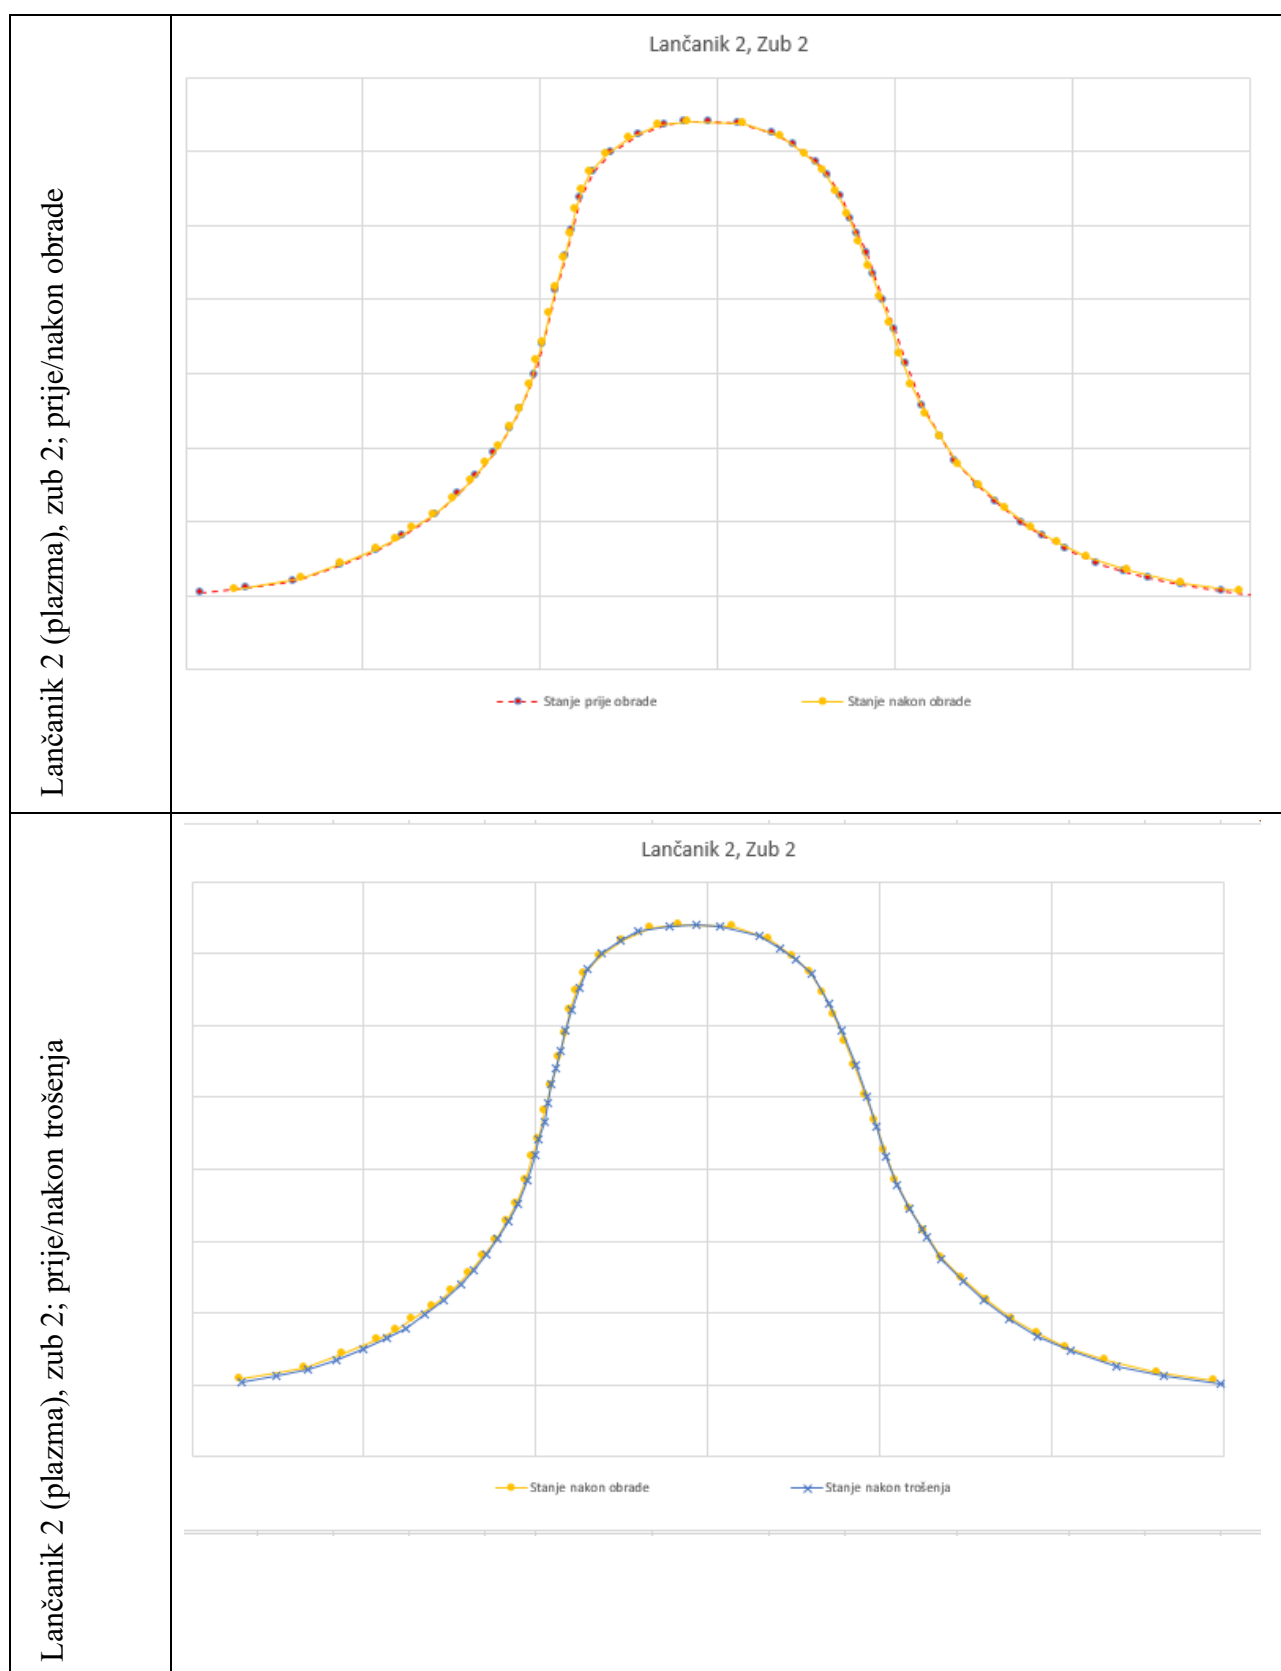 Lančanik 2 (plazma), zub 2; prije/nakon obrade
Lančanik 2, Zub 2
Stanje prije obrade
Stanje nakon obrade
Lančanik 2 (plazma), zub 2; prije/nakon trošenja
Lančanik 2, Zub 2
Stanje nakon obrade
Stanje nakon trošenja